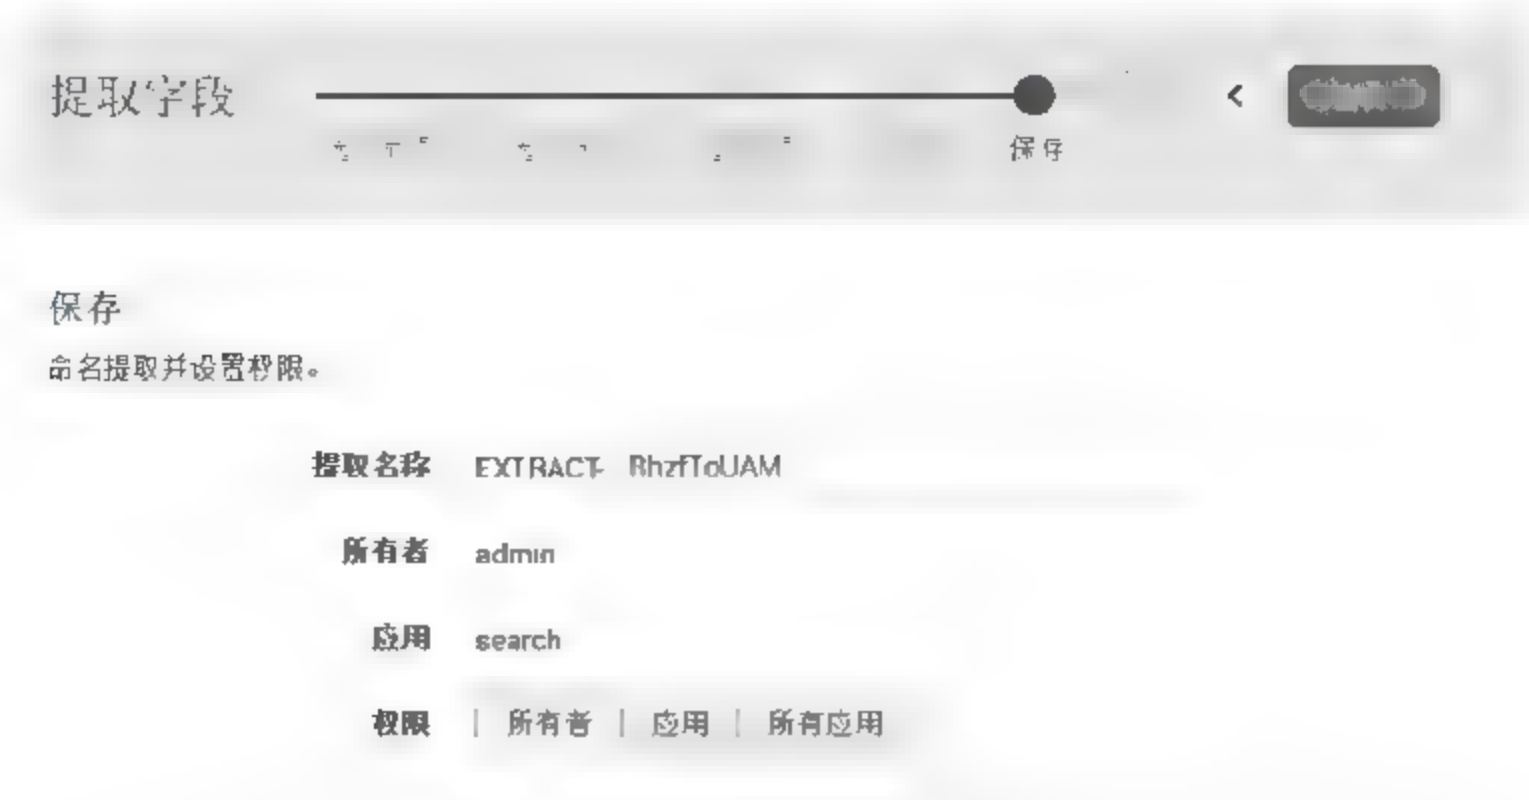 提取字段
保存
保存
命名提取并设置权限。
提取名称 EXTRACT- RhzfToUAM
所有者 admin
应用 search
权限 所有者 应用 所有应用